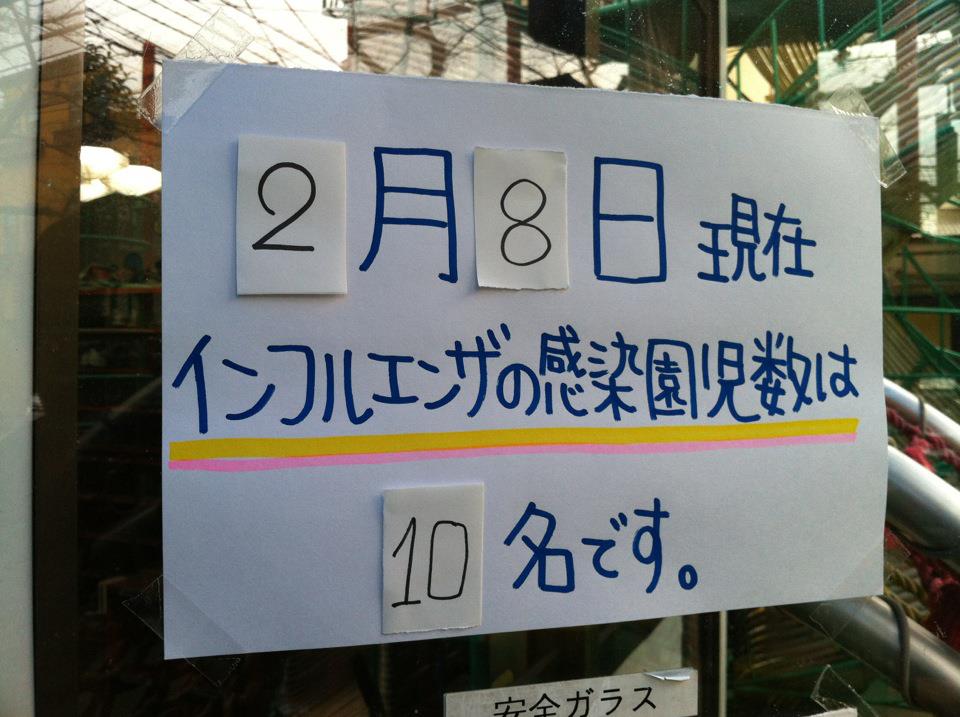 2月8日 現在
インフルエンザの感染園児数は
10名です。
安全ガラス